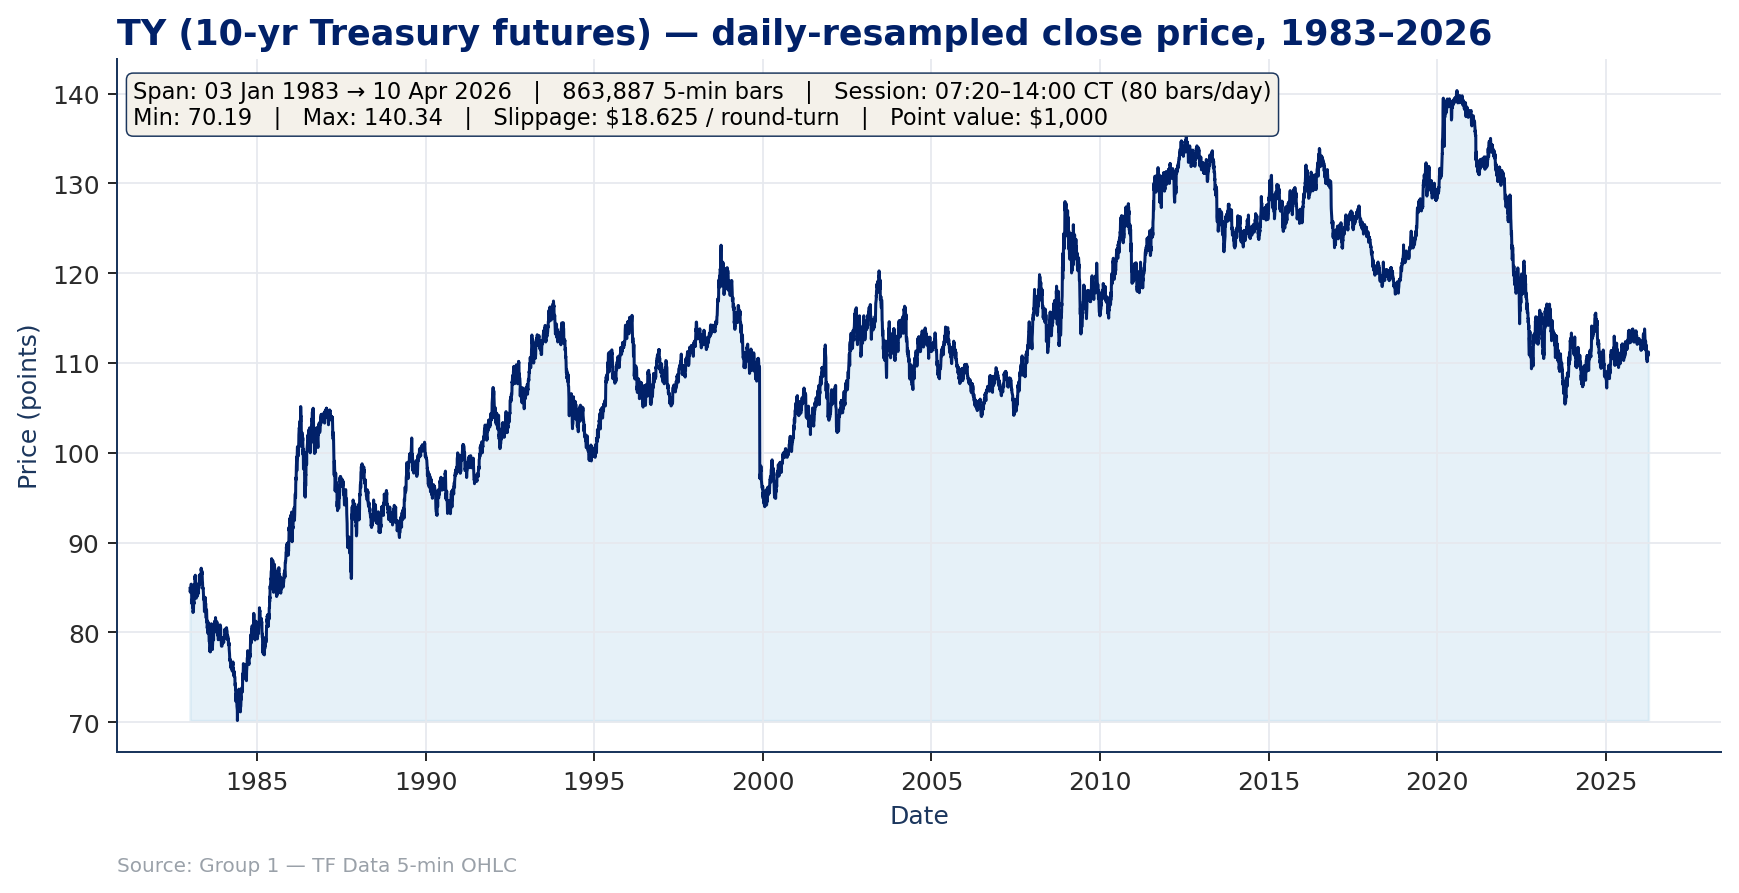 TY (10-yr Treasury futures) — daily-resampled close price, 1983–2026
Span: 03 Jan 1983 → 10 Apr 2026 | 863,887 5-min bars | Session: 07:20–14:00 CT (80 bars/day)
Min: 70.19 | Max: 140.34 | Slippage: $18.625 / round-turn | Point value: $1,000
Price (points)
140
130
120
110
100
90
80
70
1985 1990 1995 2000 2005 2010 2015 2020 2025
Date
Source: Group 1 — TF Data 5-min OHLC